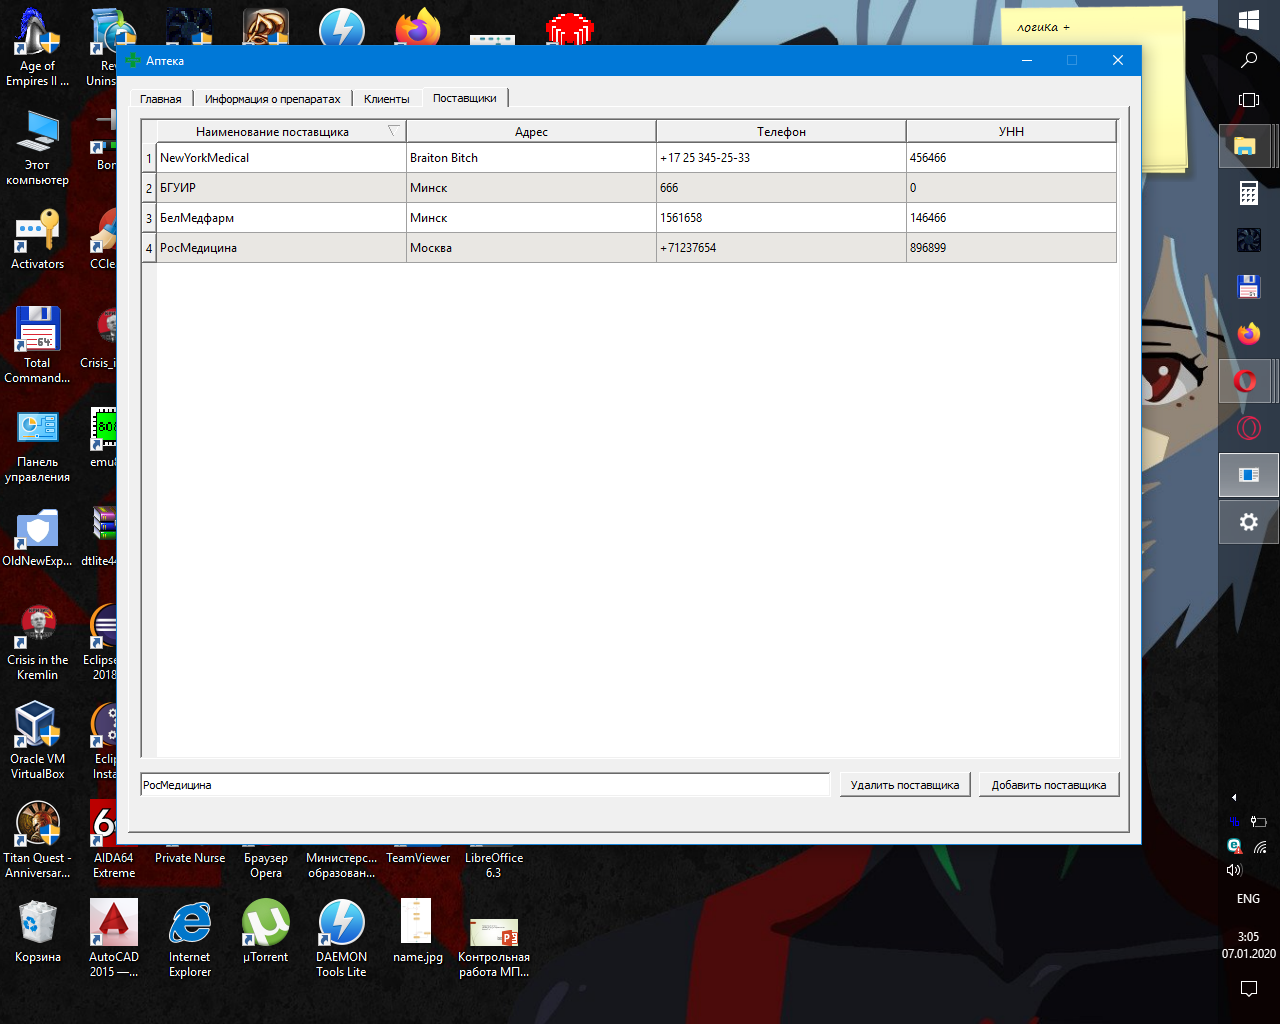 логика +
Age of
Empires II ...
Rev
Unins
Аптека
Главная
Информация о препаратах
Клиенты
Поставщики
Наименование поставщика
Адрес
Телефон
УНН
1
NewYorkMedical
Braiton Bitch
+17 25 345-25-33
456466
2
БГУИР
Минск
666
0
3
БелМедфарм
Минск
1561658
146466
4
РосМедицина
Москва
+71237654
896899
РосМедицина
Удалить поставщика
Добавить поставщика
Этот
компьютер
Bor
Activators
CCle
Total
Command...
64
Crisis_i
Панель
управления
emu8
OldNewExp...
dtlite44
Crisis in the
Kremlin
Eclipse
2018
Oracle VM
VirtualBox
Eclip
Insta
Titan Quest -
Anniversar...
AIDA64
Extreme
Private Nurse
Браузер
Opera
Министерс...
образован...
TeamViewer
LibreOffice
6.3
Корзина
AutoCAD
2015 —...
Internet
Explorer
µTorrent
DAEMON
Tools Lite
name.jpg
Контрольная
работа МП...
ENG
3:05
07.01.2020